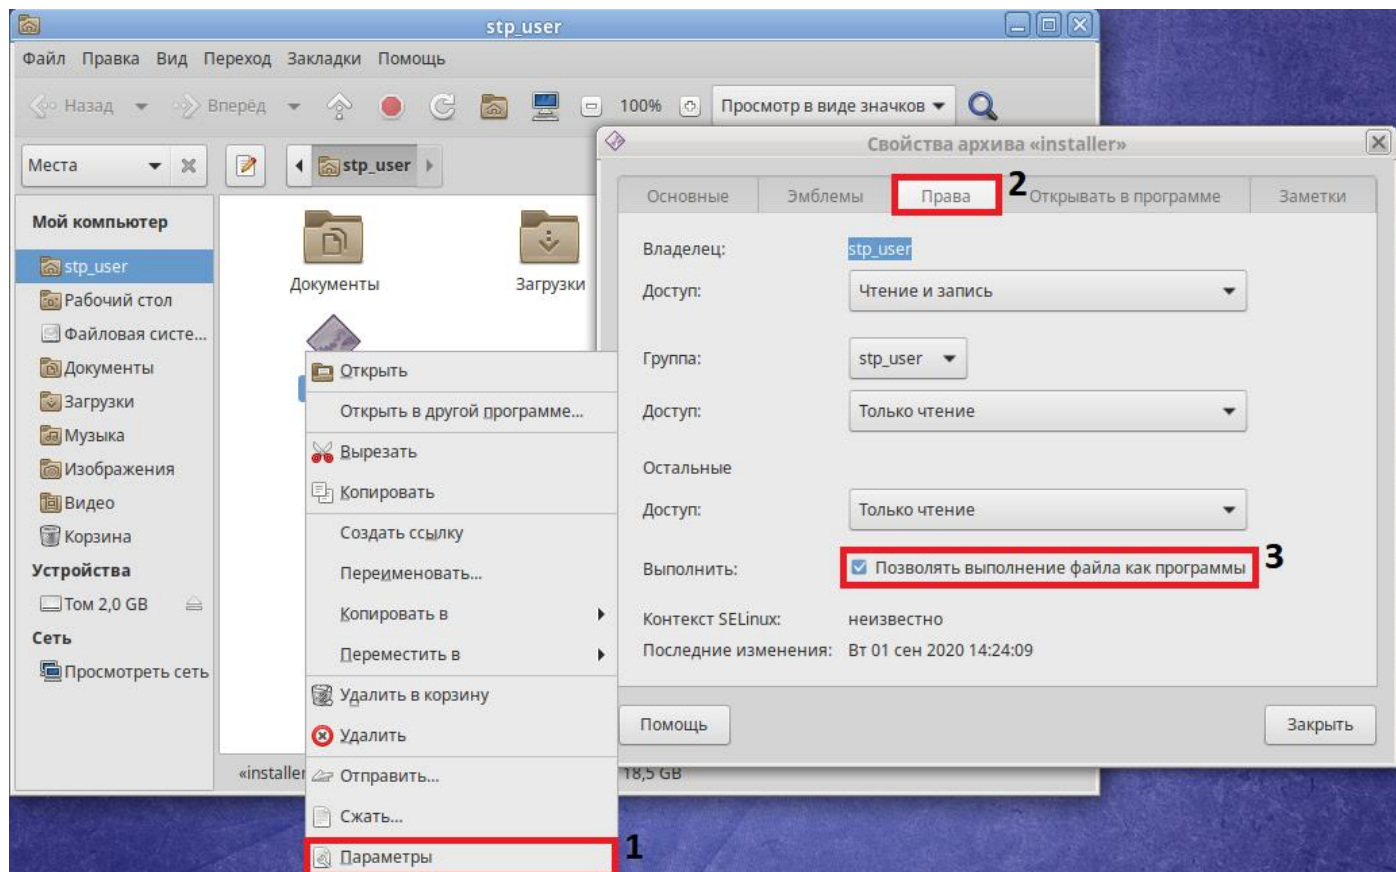 stp_user
Файл Правка Вид Переход Закладки Помощь
Назад Вперёд 100% Просмотр в виде значков
Места stp_user
Мой компьютер
stp_user
Рабочий стол
Файловая систе...
Документы
Загрузки
Музыка
Изображения
Видео
Корзина
Устройства
Том 2,0 GB
Сеть
Просмотреть сеть
Документы
Загрузки
Открыть
Открыть в другой программе...
Вырезать
Копировать
Создать ссылку
Переименовать...
Копировать в
Переместить в
Удалить в корзину
Удалить
Отправить...
Сжать...
Параметры
1
«installer
18,5 GB
Свойства архива «installer»
Основные Эмблемы Права 2 Открывать в программе Заметки
Владелец: stp_user
Доступ: Чтение и запись
Группа: stp_user
Доступ: Только чтение
Остальные
Доступ: Только чтение
Выполнить: Позволять выполнение файла как программы 3
Контекст SELinux: неизвестно
Последние изменения: Вт 01 сен 2020 14:24:09
Помощь Закрыть